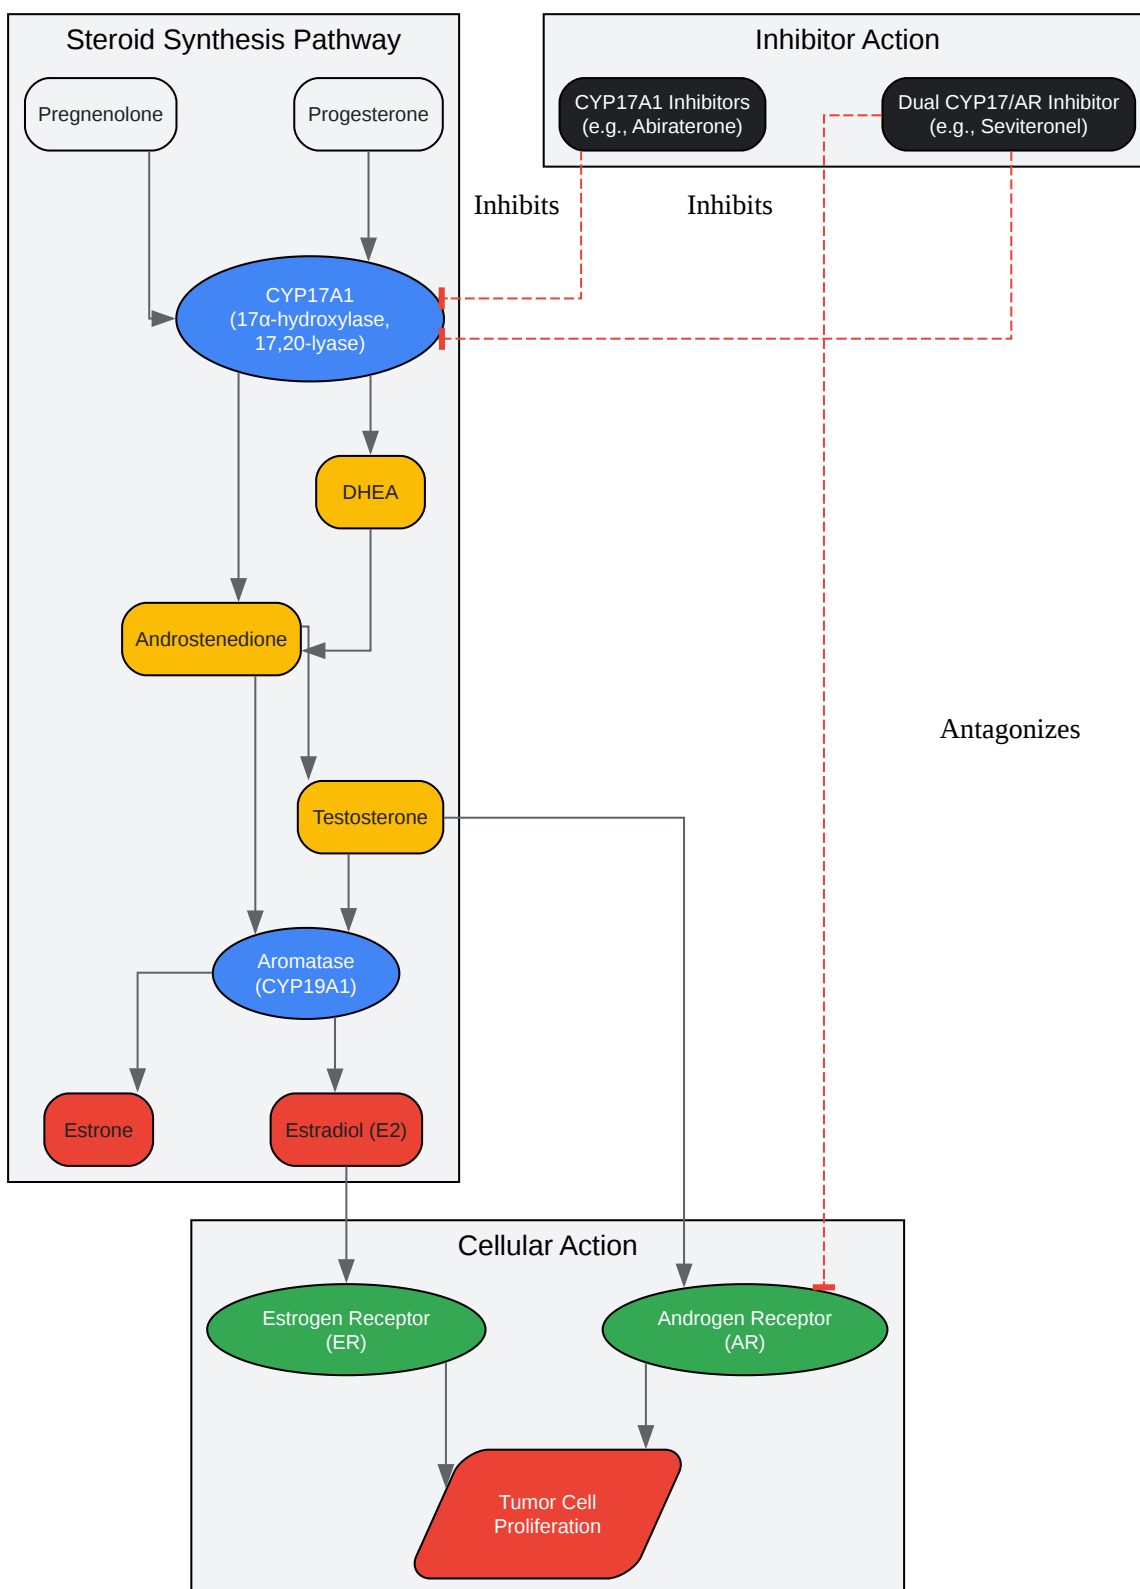 Steroid Synthesis Pathway
Inhibitor Action
Pregnenolone
Progesterone
CYP17A1 Inhibitors
(e.g., Abiraterone)
Dual CYP17/AR Inhibitor
(e.g., Seviteronel)
Inhibits
Inhibits
CYP17A1
(17α-hydroxylase,
17,20-lyase)
DHEA
Androstenedione
Antagonizes
Testosterone
Aromatase
(CYP19A1)
Estrone
Estradiol (E2)
Cellular Action
Estrogen Receptor
(ER)
Androgen Receptor
(AR)
Tumor Cell
Proliferation